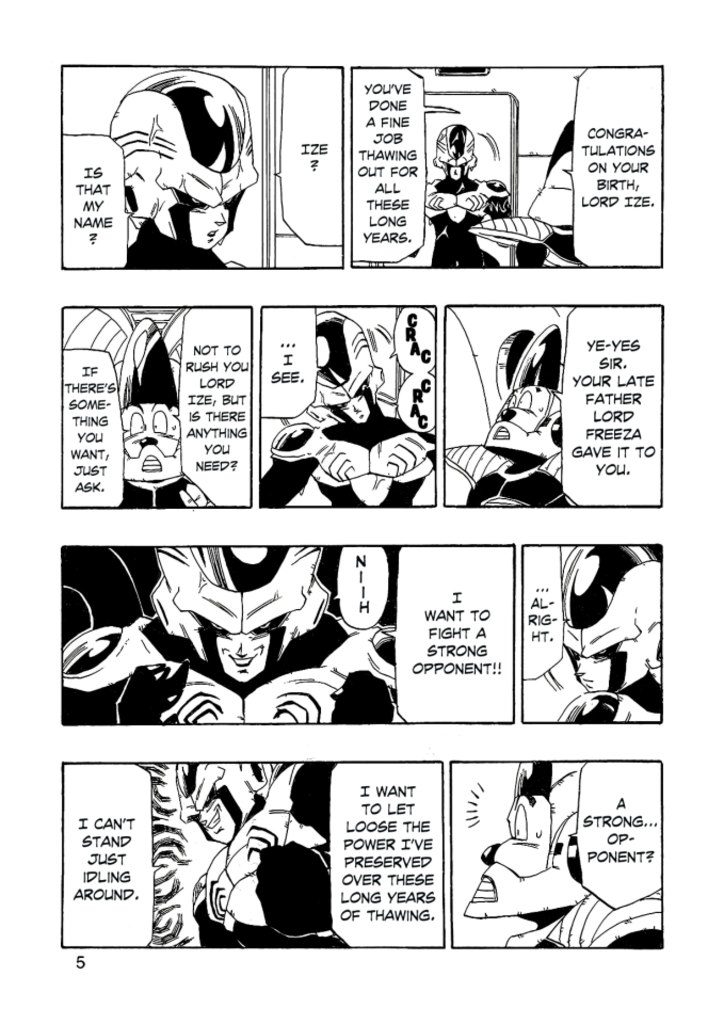 CONGRA-
TULATIONS
ON YOUR
BIRTH,
LORD IZE.
YOU'VE
DONE
A FINE
JOB
THAWING
OUT FOR
ALL
THESE
LONG
YEARS.
IZE
?
IS
THAT
MY
NAME
?
YE-YES
SIR.
YOUR LATE
FATHER
LORD
FREEZA
GAVE IT TO
YOU.
CRAC
CRAC
...
I
SEE.
NOT TO
RUSH YOU
LORD
IZE, BUT
IS THERE
ANYTHING
YOU
NEED?
IF
THERE'S
SOME-
THING
YOU
WANT,
JUST
ASK.
...
AL-
RIG-
HT.
I
WANT TO
FIGHT A
STRONG
OPPONENT!!
NIIH
A
STRONG...
OP-
PONENT?
I WANT
TO LET
LOOSE THE
POWER I'VE
PRESERVED
OVER THESE
LONG YEARS
OF THAWING.
I CAN'T
STAND
JUST
IDLING
AROUND.
5